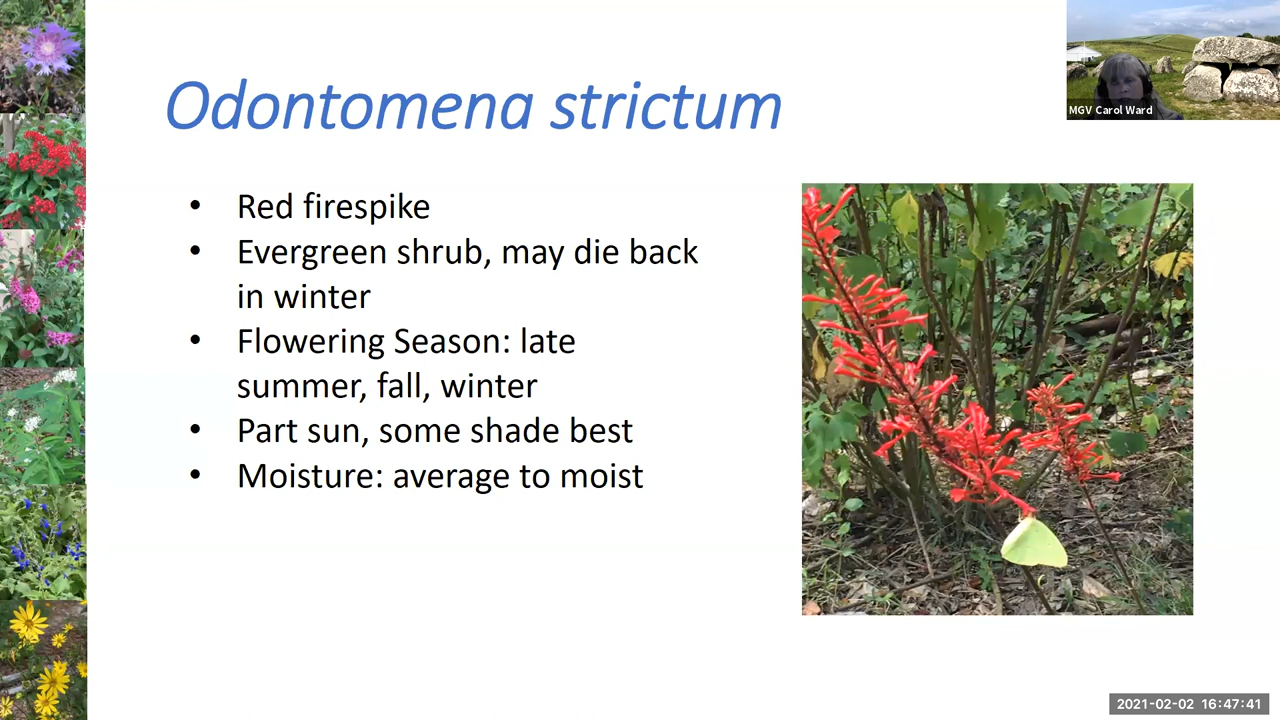 Odontomena strictum
MGV Carol Ward
• Red firespike
• Evergreen shrub, may die back
in winter
• Flowering Season: late
summer, fall, winter
• Part sun, some shade best
• Moisture: average to moist
2021-02-02 16:47:41